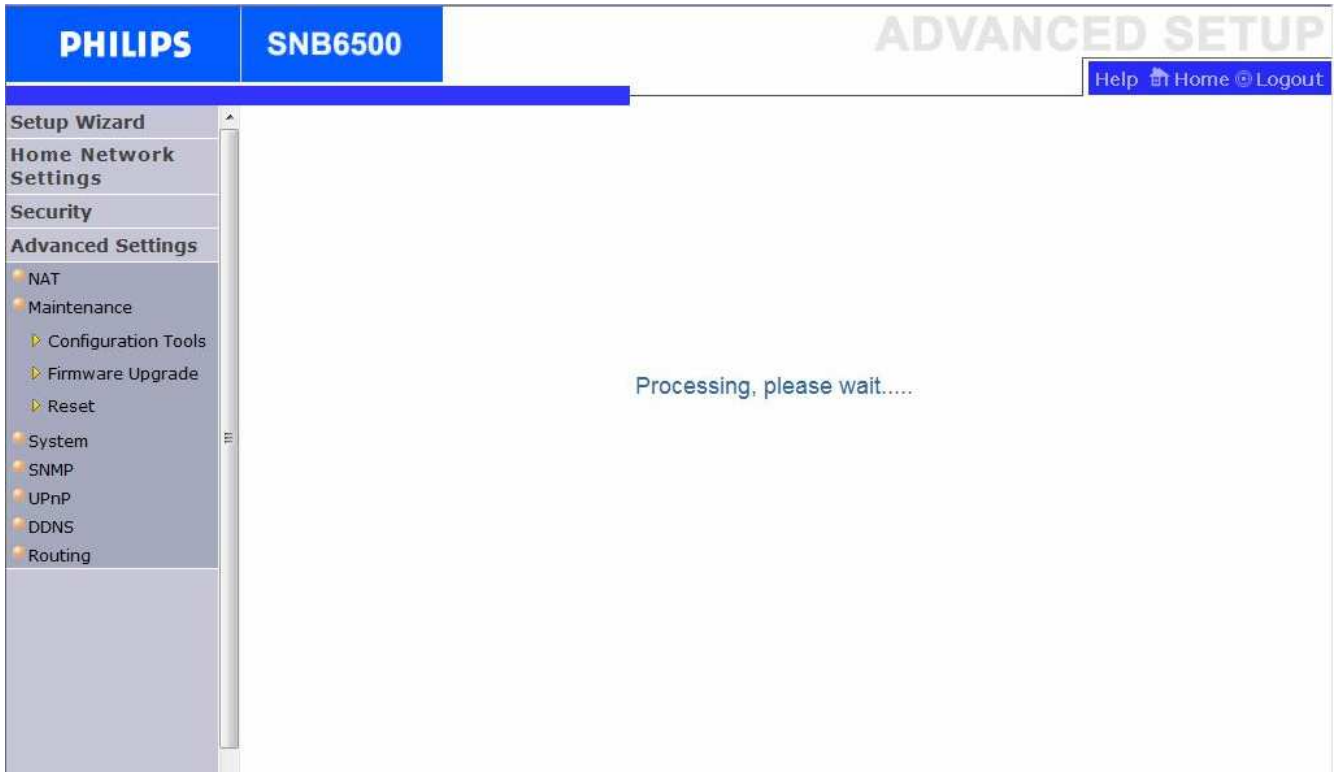 PHILIPS
SNB6500
ADVANCED SETUP
Help Home Logout
Setup Wizard
Home Network
Settings
Security
Advanced Settings
NAT
Maintenance
Configuration Tools
Firmware Upgrade
Reset
System
SNMP
UPnP
DDNS
Routing
Processing, please wait.....